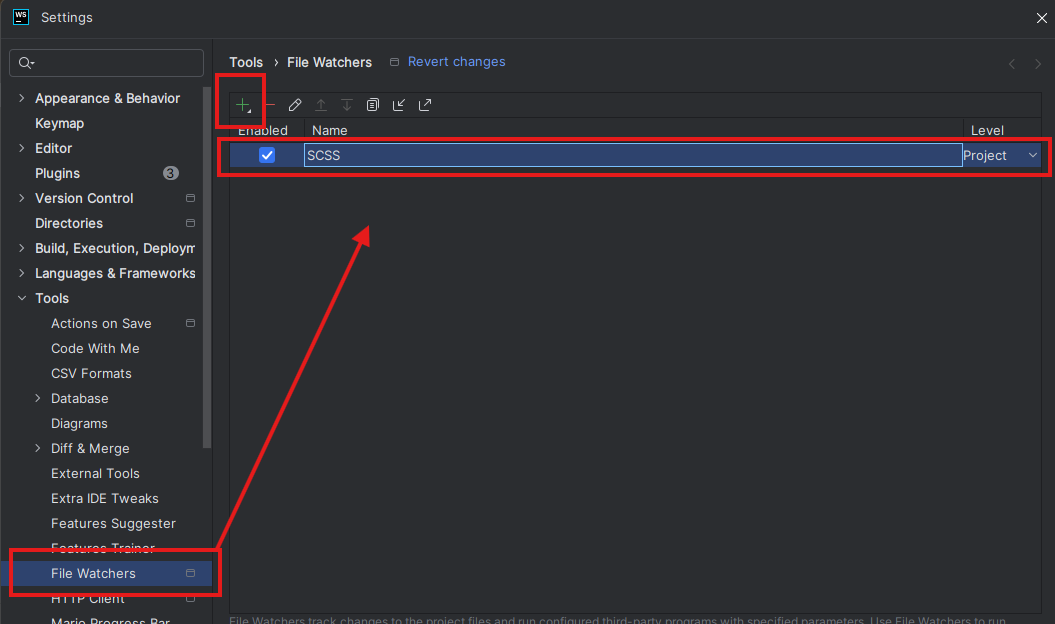 WS
Settings
Tools › File Watchers Revert changes
Appearance & Behavior
Keymap
Editor
Plugins 3
Version Control
Directories
Build, Execution, Deploym
Languages & Frameworks
Tools
Actions on Save
Code With Me
CSV Formats
Database
Diagrams
Diff & Merge
External Tools
Extra IDE Tweaks
Features Suggester
Features Trainer
File Watchers
HTTP Client
Mario Progress Bar
Enabled Name Level
SCSS Project
File Watchers track changes to the project files and run configured third-party programs with specified parameters. Use File Watchers to run